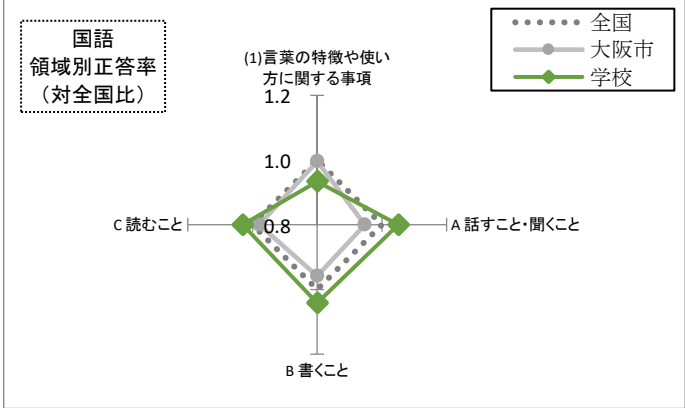 国語
領域別正答率
（対全国比）
全国
大阪市
学校
(1)言葉の特徴や使い
方に関する事項
1.2
1.0
0.8
C 読むこと
A 話すこと・聞くこと
B 書くこと